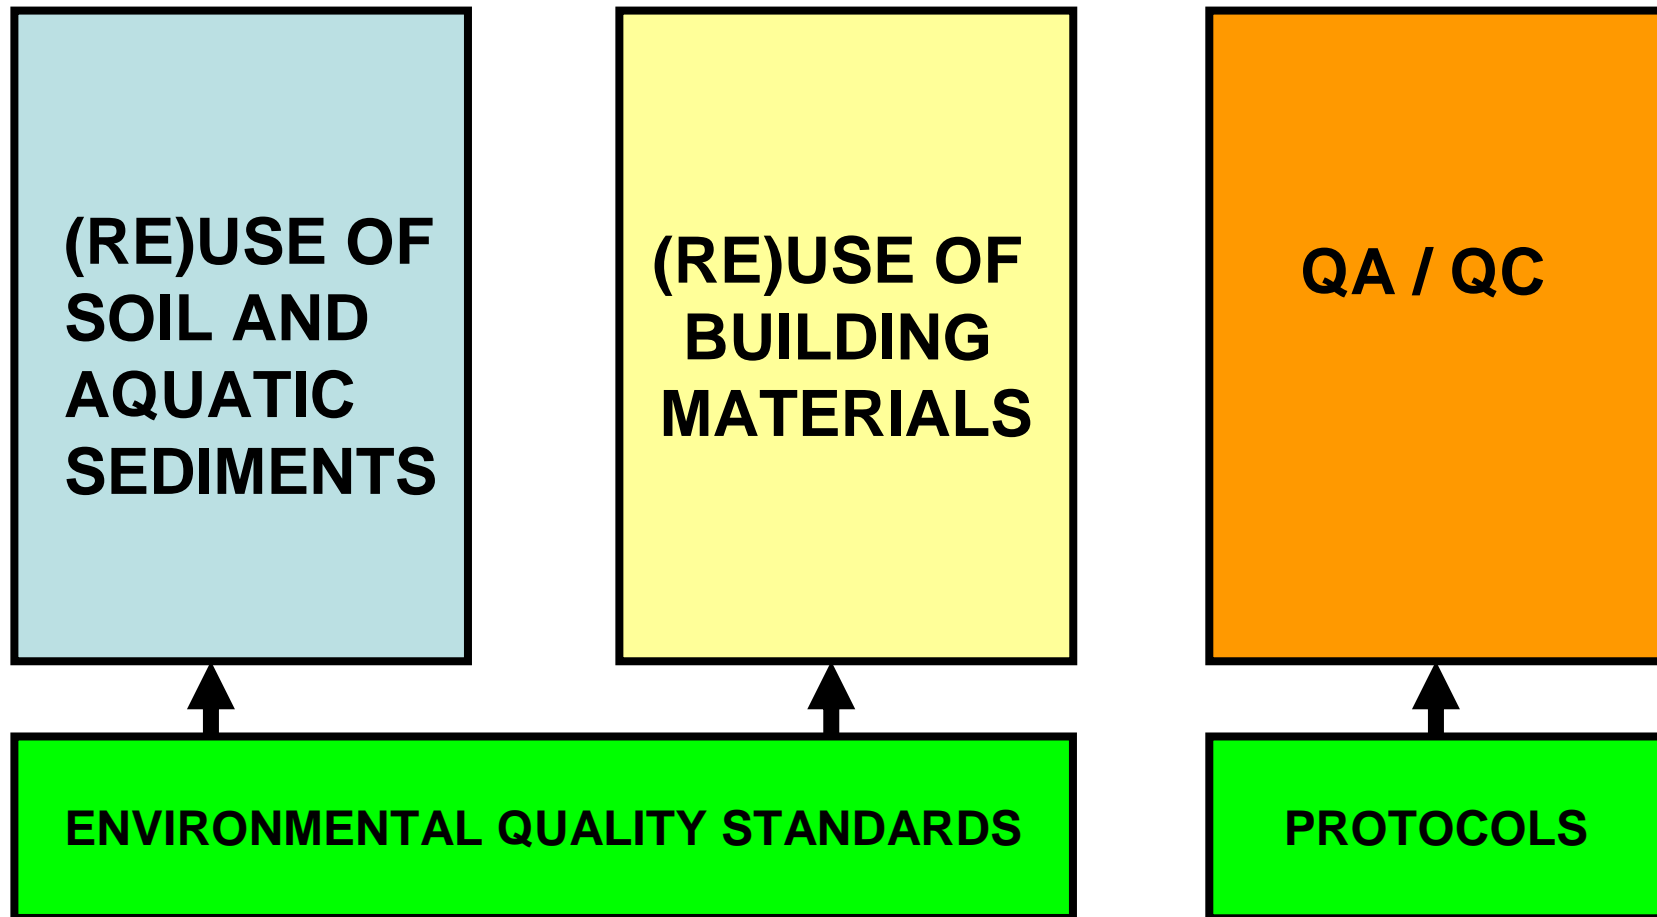 (RE)USE OF
SOIL AND
AQUATIC
SEDIMENTS
(RE)USE OF
BUILDING
MATERIALS
QA / QC
ENVIRONMENTAL QUALITY STANDARDS
PROTOCOLS